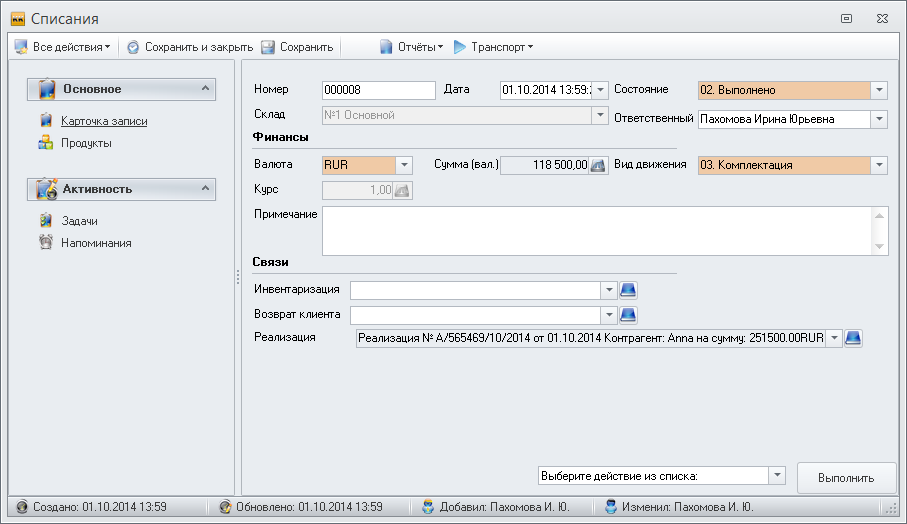 Списания
Все действия Сохранить и закрыть Сохранить Отчёты Транспорт
Основное
Карточка записи
Продукты
Активность
Задачи
Напоминания
Номер 000008 Дата 01.10.2014 13:59: Состояние 02. Выполнено
Склад №1 Основной Ответственный Пахомова Ирина Юрьевна
Финансы
Валюта RUR Сумма (вал.) 118 500,00 Вид движения 03. Комплектация
Курс 1,00
Примечание
Связи
Инвентаризация
Возврат клиента
Реализация Реализация № А/565469/10/2014 от 01.10.2014 Контрагент: Anna на сумму: 251500.00RUR
Выберите действие из списка: Выполнить
Создано: 01.10.2014 13:59 Обновлено: 01.10.2014 13:59 Добавил: Пахомова И. Ю. Изменил: Пахомова И. Ю.